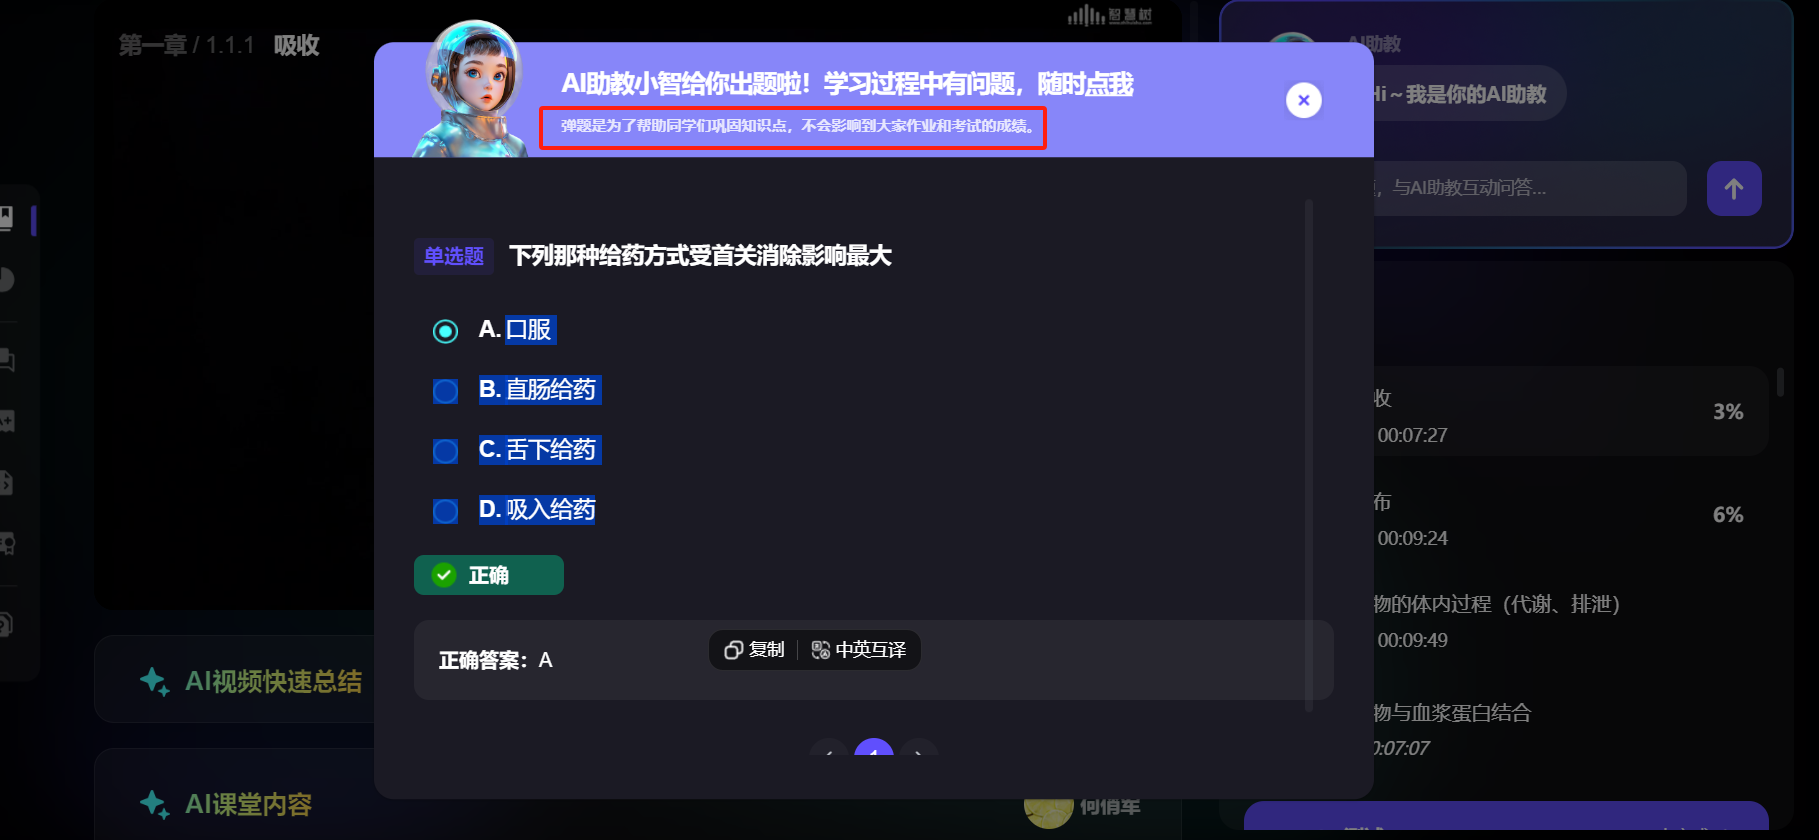 智慧树
第一章 / 1.1.1 吸收
AI助教小智给你出题啦！学习过程中有问题，随时点我
弹题是为了帮助同学们巩固知识点，不会影响到大家作业和考试的成绩。
AI助教
Hi～我是你的AI助教
，与AI助教互动问答...
单选题 下列那种给药方式受首关消除影响最大
A. 口服
B. 直肠给药
C. 舌下给药
D. 吸入给药
正确
正确答案：A
复制 中英互译
1
收
00:07:27
3%
布
00:09:24
6%
物的体内过程（代谢、排泄）
00:09:49
物与血浆蛋白结合
0:07:07
AI视频快速总结
AI课堂内容